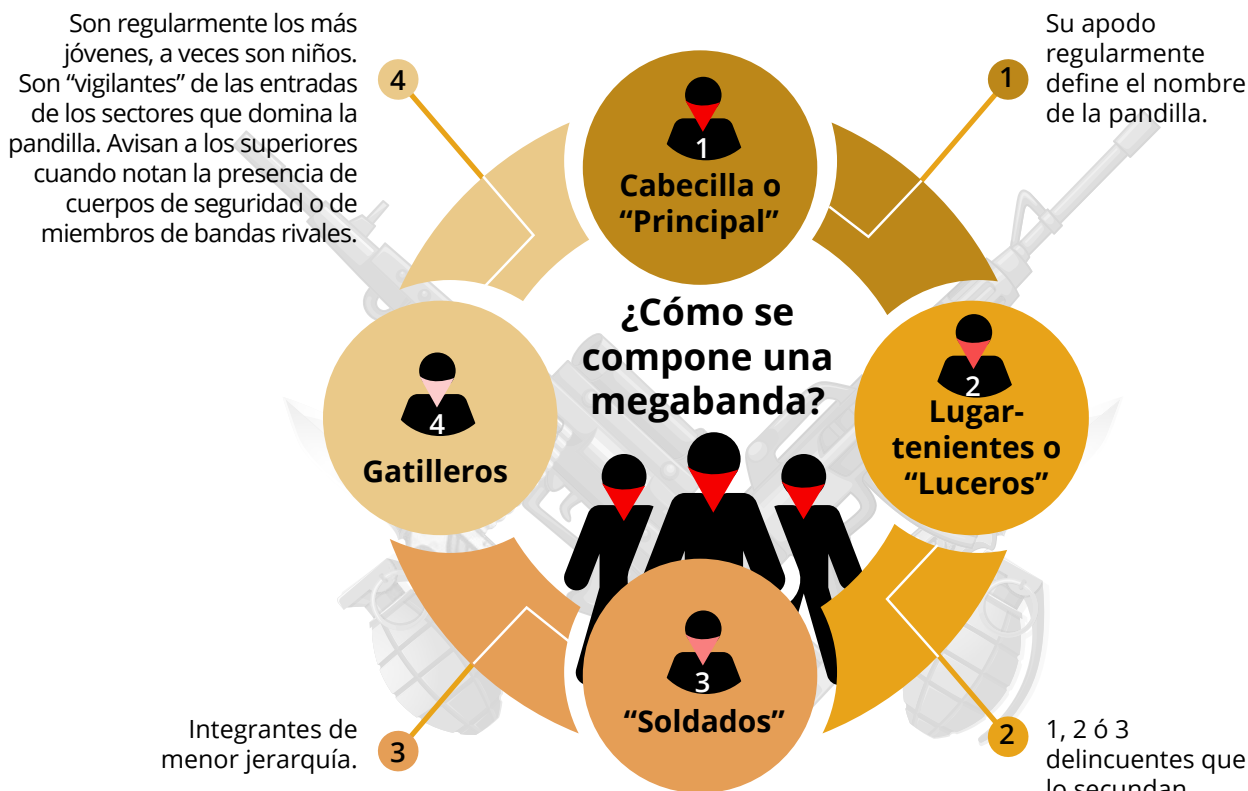 Son regularmente los más
jóvenes, a veces son niños.
Son “vigilantes” de las entradas
de los sectores que domina la
pandilla. Avisan a los superiores
cuando notan la presencia de
cuerpos de seguridad o de
miembros de bandas rivales.
4
1
Su apodo
regularmente
define el nombre
de la pandilla.
1
Cabecilla o
“Principal”
¿Cómo se
compone una
megabanda?
4
Gatilleros
2
Lugar-
tenientes o
“Luceros”
3
“Soldados”
Integrantes de
menor jerarquía.
3
2
1, 2 ó 3
delincuentes que
lo secundan